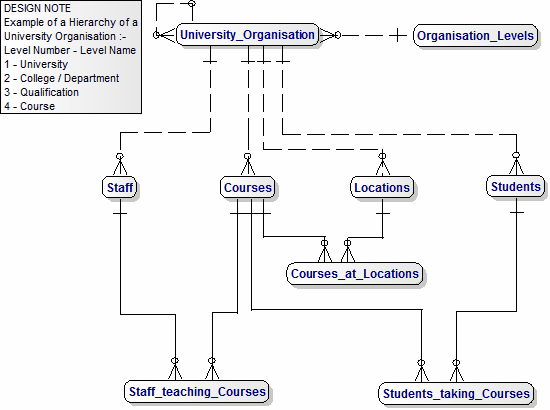 DESIGN NOTE
Example of a Hierarchy of a
University Organisation :-
Level Number - Level Name
1 - University
2 - College / Department
3 - Qualification
4 - Course
University_Organisation
Organisation_Levels
Staff
Courses
Locations
Students
Courses_at_Locations
Staff_teaching_Courses
Students_taking_Courses